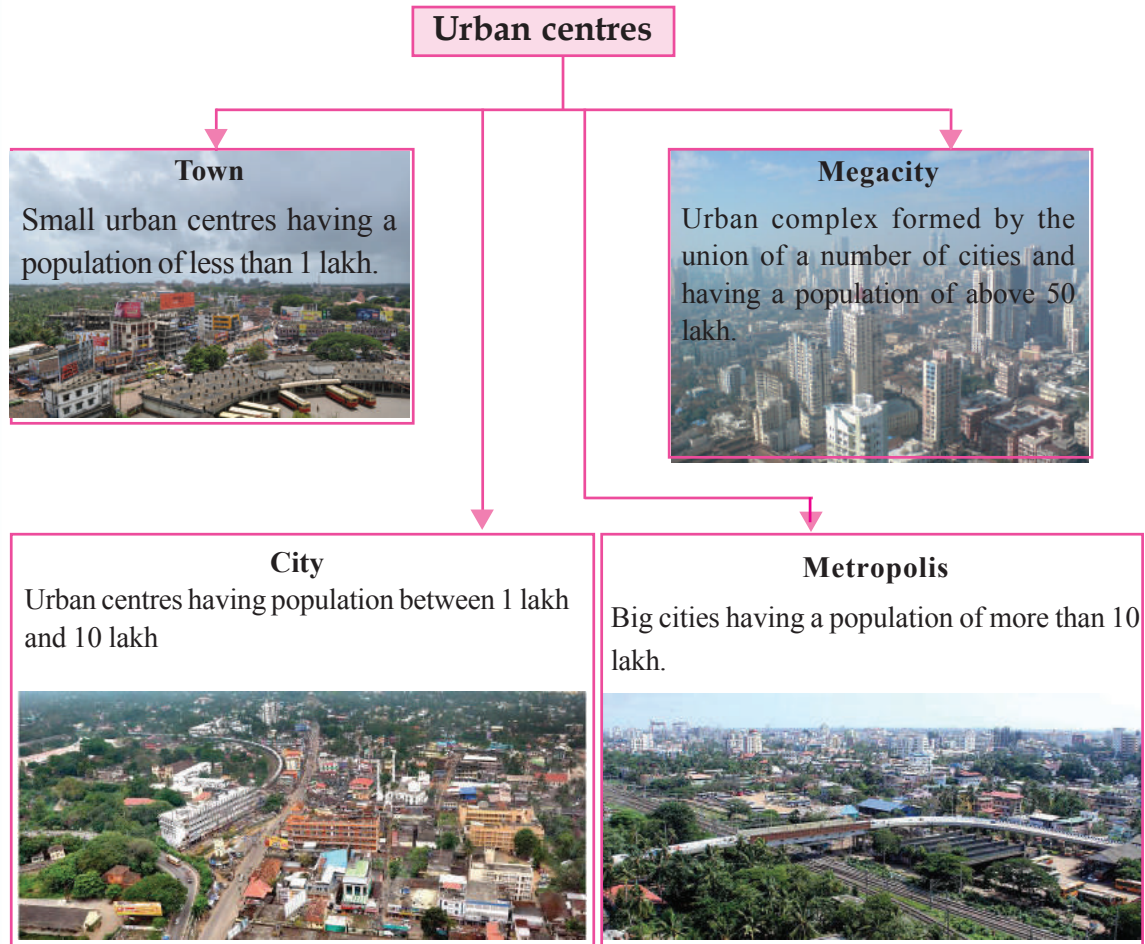 Urban centres
Town
Small urban centres having a
population of less than 1 lakh.
Megacity
Urban complex formed by the
union of a number of cities and
having a population of above 50
lakh.
City
Urban centres having population between 1 lakh
and 10 lakh
Metropolis
Big cities having a population of more than 10
lakh.